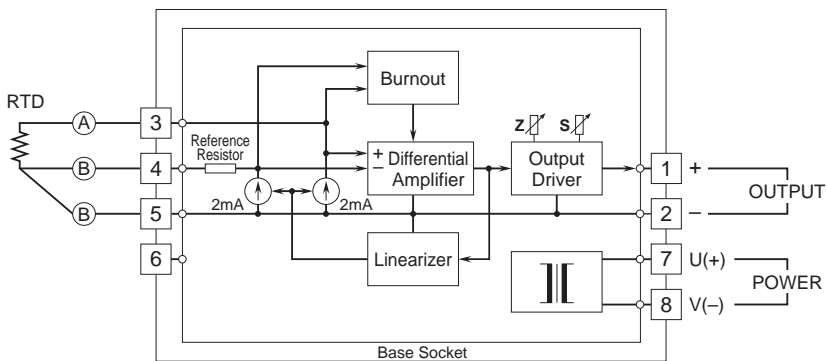 RTD
A
B
B
3
4
5
6
Reference
Resistor
2mA
2mA
Burnout
+
−
Differential
Amplifier
Linearizer
Z
S
Output
Driver
1
+
2
−
OUTPUT
7
U(+)
8
V(−)
POWER
Base Socket